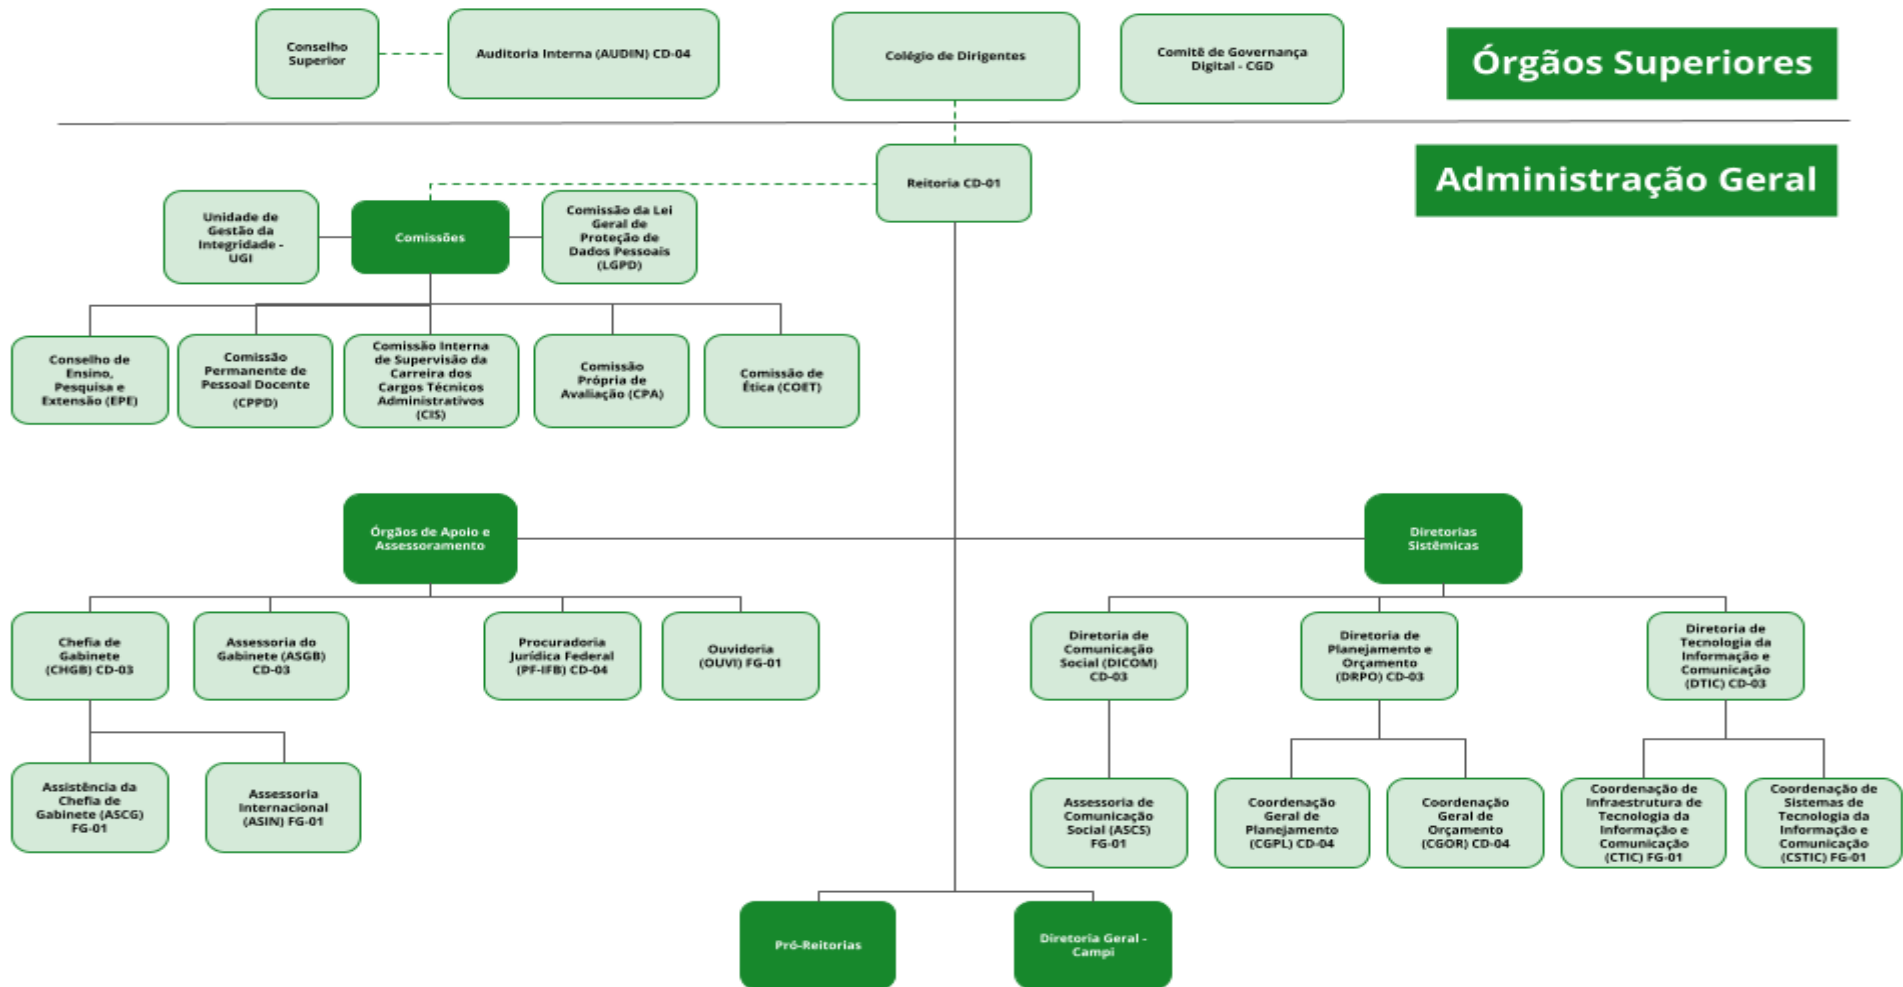 Conselho
Superior
Auditoria Interna (AUDIN) CD-04
Colégio de Dirigentes
Comitê de Governança
Digital - CGD
Órgãos Superiores
Administração Geral
Reitoria CD-01
Unidade de
Gestão da
Integridade -
UGI
Comissões
Comissão da Lei
Geral de
Proteção de
Dados Pessoais
(LGPD)
Conselho de
Ensino,
Pesquisa e
Extensão (EPE)
Comissão
Permanente de
Pessoal Docente
(CPPD)
Comissão Interna
de Supervisão da
Carreira dos
Cargos Técnicos
Administrativos
(CIS)
Comissão
Própria de
Avaliação (CPA)
Comissão de
Ética (COET)
Órgãos de Apoio e
Assessoramento
Diretorias
Sistêmicas
Chefia de
Gabinete
(CHGB) CD-03
Assessoria do
Gabinete (ASGB)
CD-03
Procuradoria
Jurídica Federal
(PF-IFB) CD-04
Ouvidoria
(OUVI) FG-01
Diretoria de
Comunicação
Social (DICOM)
CD-03
Diretoria de
Planejamento e
Orçamento
(DRPO) CD-03
Diretoria de
Tecnologia da
Informação e
Comunicação
(DTIC) CD-03
Assistência da
Chefia de
Gabinete (ASCG)
FG-01
Assessoria
Internacional
(ASIN) FG-01
Assessoria de
Comunicação
Social (ASCS)
FG-01
Coordenação
Geral de
Planejamento
(CGPL) CD-04
Coordenação
Geral de
Orçamento
(CGOR) CD-04
Coordenação de
Infraestrutura de
Tecnologia da
Informação e
Comunicação
(CTIC) FG-01
Coordenação de
Sistemas de
Tecnologia da
Informação e
Comunicação
(CSTIC) FG-01
Pró-Reitorias
Diretoria Geral -
Campi